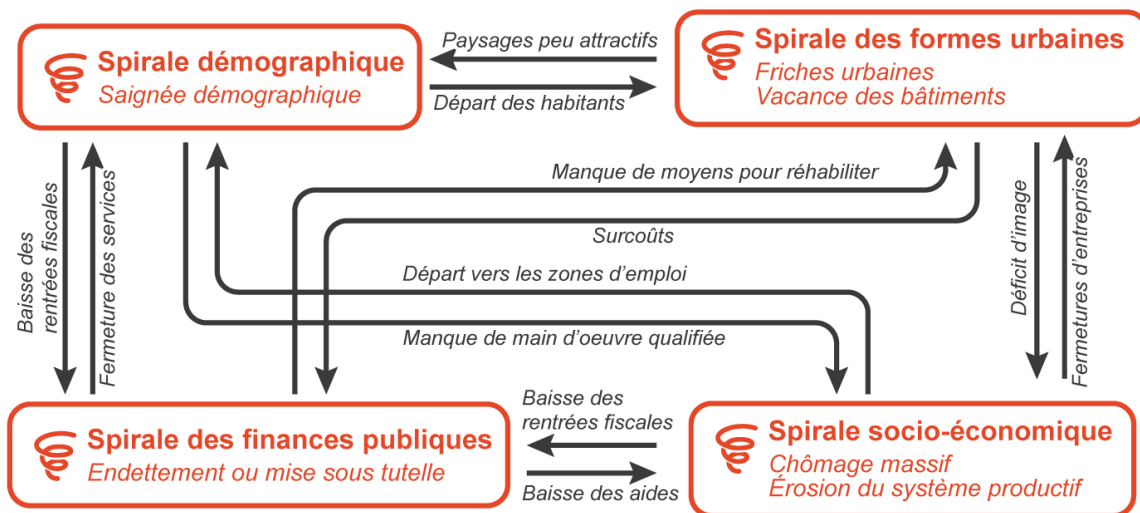 Spirale démographique
Saignée démographique
Paysages peu attractifs
Départ des habitants
Spirale des formes urbaines
Friches urbaines
Vacance des bâtiments
Baisse des
rentrées fiscales
Fermeture des services
Manque de moyens pour réhabiliter
Surcoûts
Départ vers les zones d'emploi
Manque de main d'oeuvre qualifiée
Déficit d'image
Fermetures d'entreprises
Spirale des finances publiques
Endettement ou mise sous tutelle
Baisse des
rentrées fiscales
Baisse des aides
Spirale socio-économique
Chômage massif
Érosion du système productif